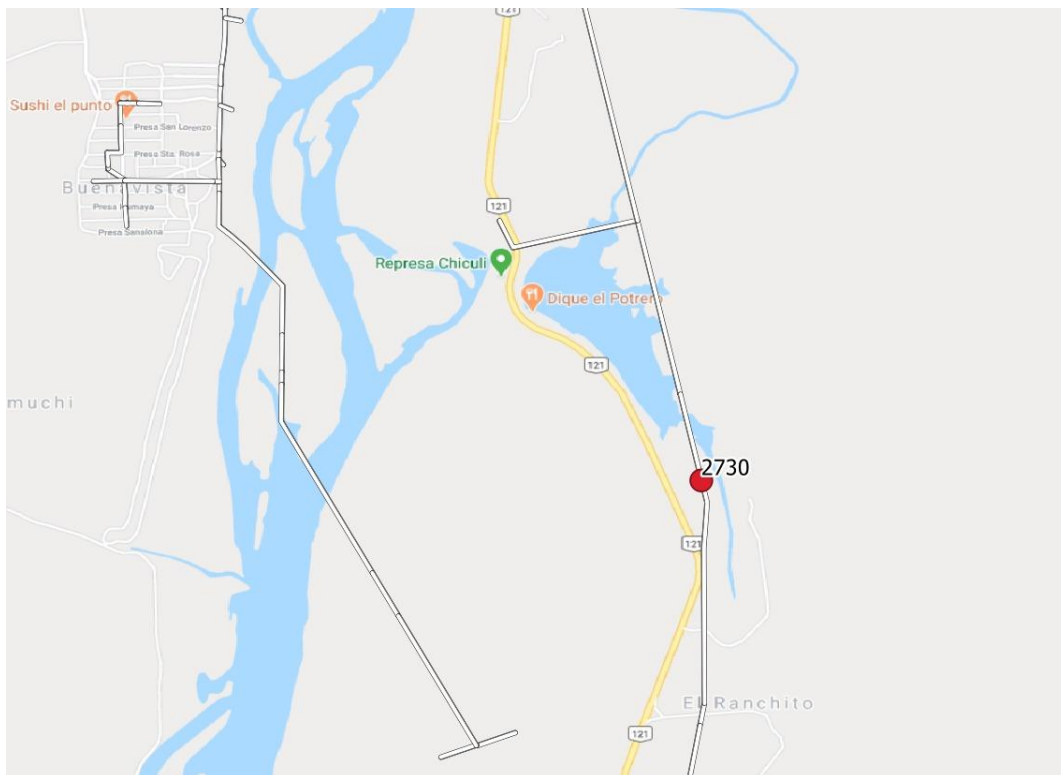 121
Sushi el punto
Presa San Lorenzo
Presa Sta. Rosa
Buenavista
Presa Humaya
121
Presa Sanalona
Represa Chiculi
Dique el Potrero
121
muchi
2730
121
El Ranchito
121